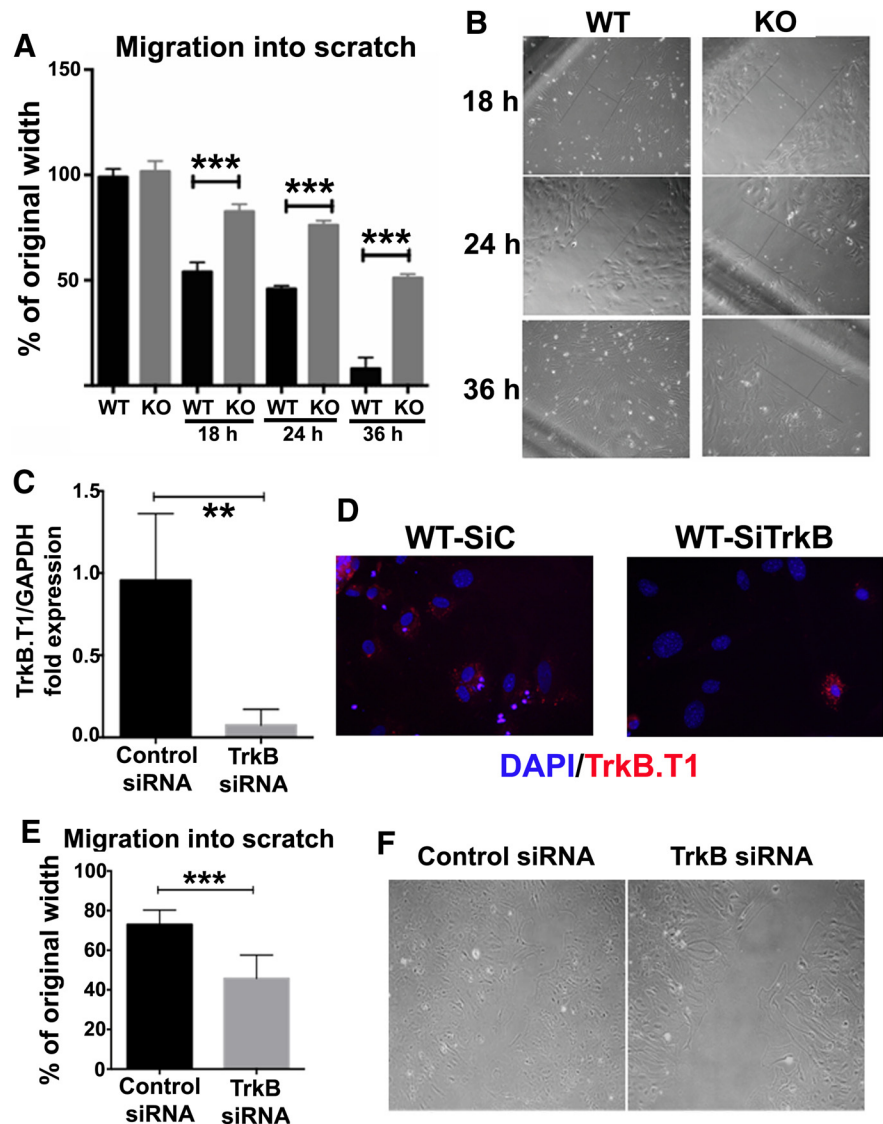 A
Migration into scratch
% of original width
150
100
50
***
***
***
WT KO WT KO WT KO WT KO
18 h 24 h 36 h
B
WT KO
18 h
24 h
36 h
C
TrkB.T1/GAPDH
fold expression
1.5
1.0
0.5
0.0
**
Control
siRNA
TrkB
siRNA
D
WT-SiC WT-SiTrkB
DAPI/TrkB.T1
E
Migration into scratch
% of original width
100
80
60
40
20
0
***
Control
siRNA
TrkB
siRNA
F
Control siRNA TrkB siRNA